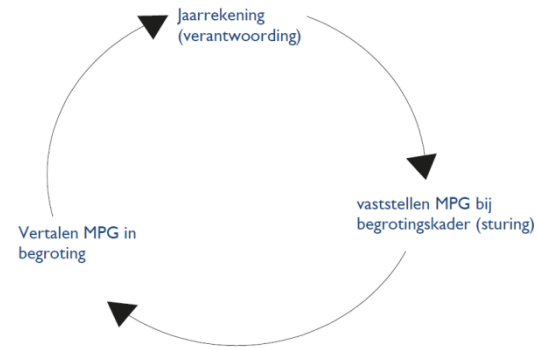 Jaarrekening
(verantwoording)
vaststellen MPG bij
begrotingskader (sturing)
Vertalen MPG in
begroting